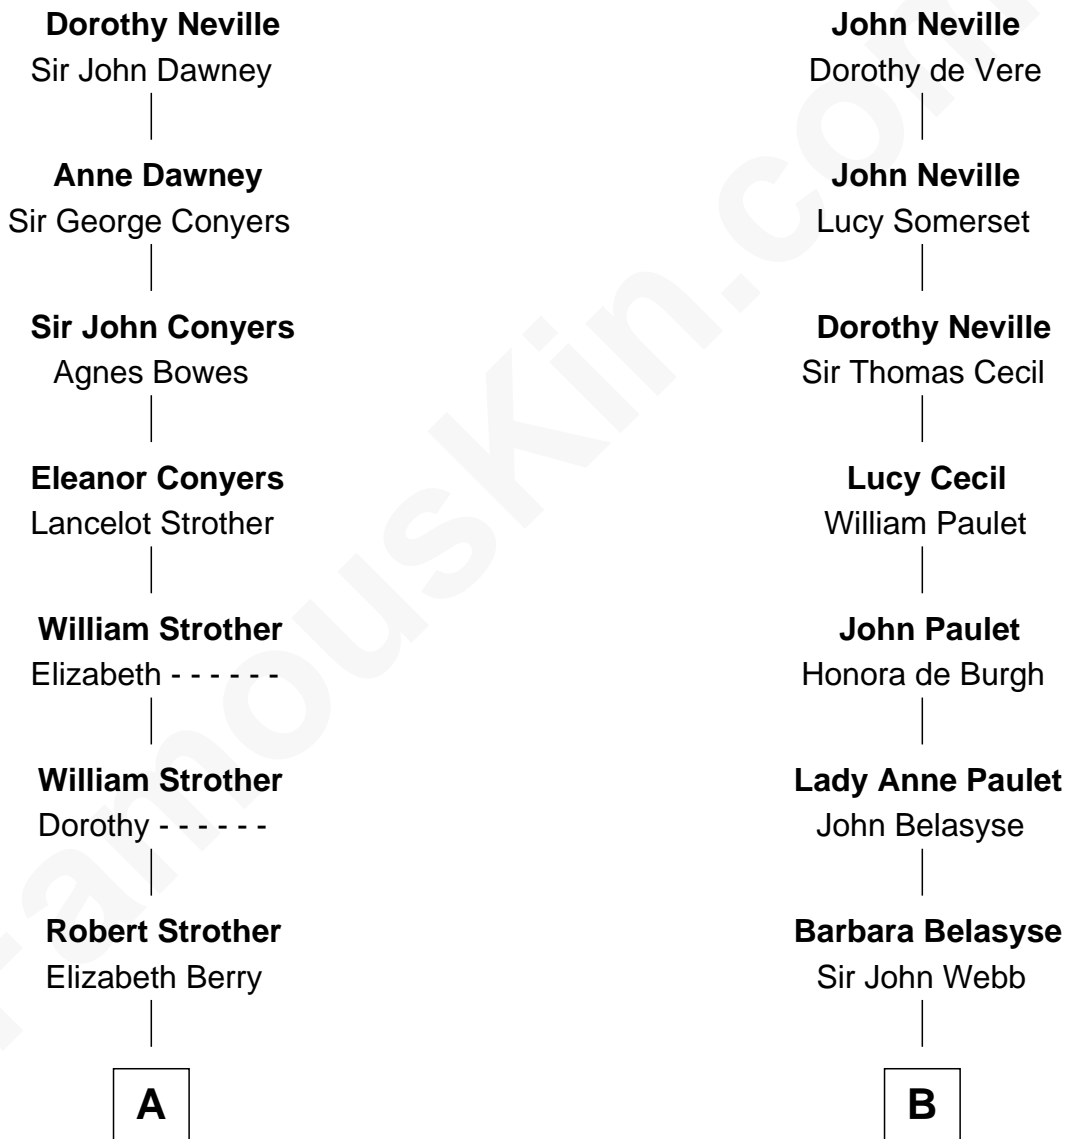 Dorothy Neville
Sir John Dawney
Anne Dawney
Sir George Conyers
Sir John Conyers
Agnes Bowes
Eleanor Conyers
Lancelot Strother
William Strother
Elizabeth - - - - - -
William Strother
Dorothy - - - - - -
Robert Strother
Elizabeth Berry
A
John Neville
Dorothy de Vere
John Neville
Lucy Somerset
Dorothy Neville
Sir Thomas Cecil
Lucy Cecil
William Paulet
John Paulet
Honora de Burgh
Lady Anne Paulet
John Belasyse
Barbara Belasyse
Sir John Webb
B
FamousKin.com